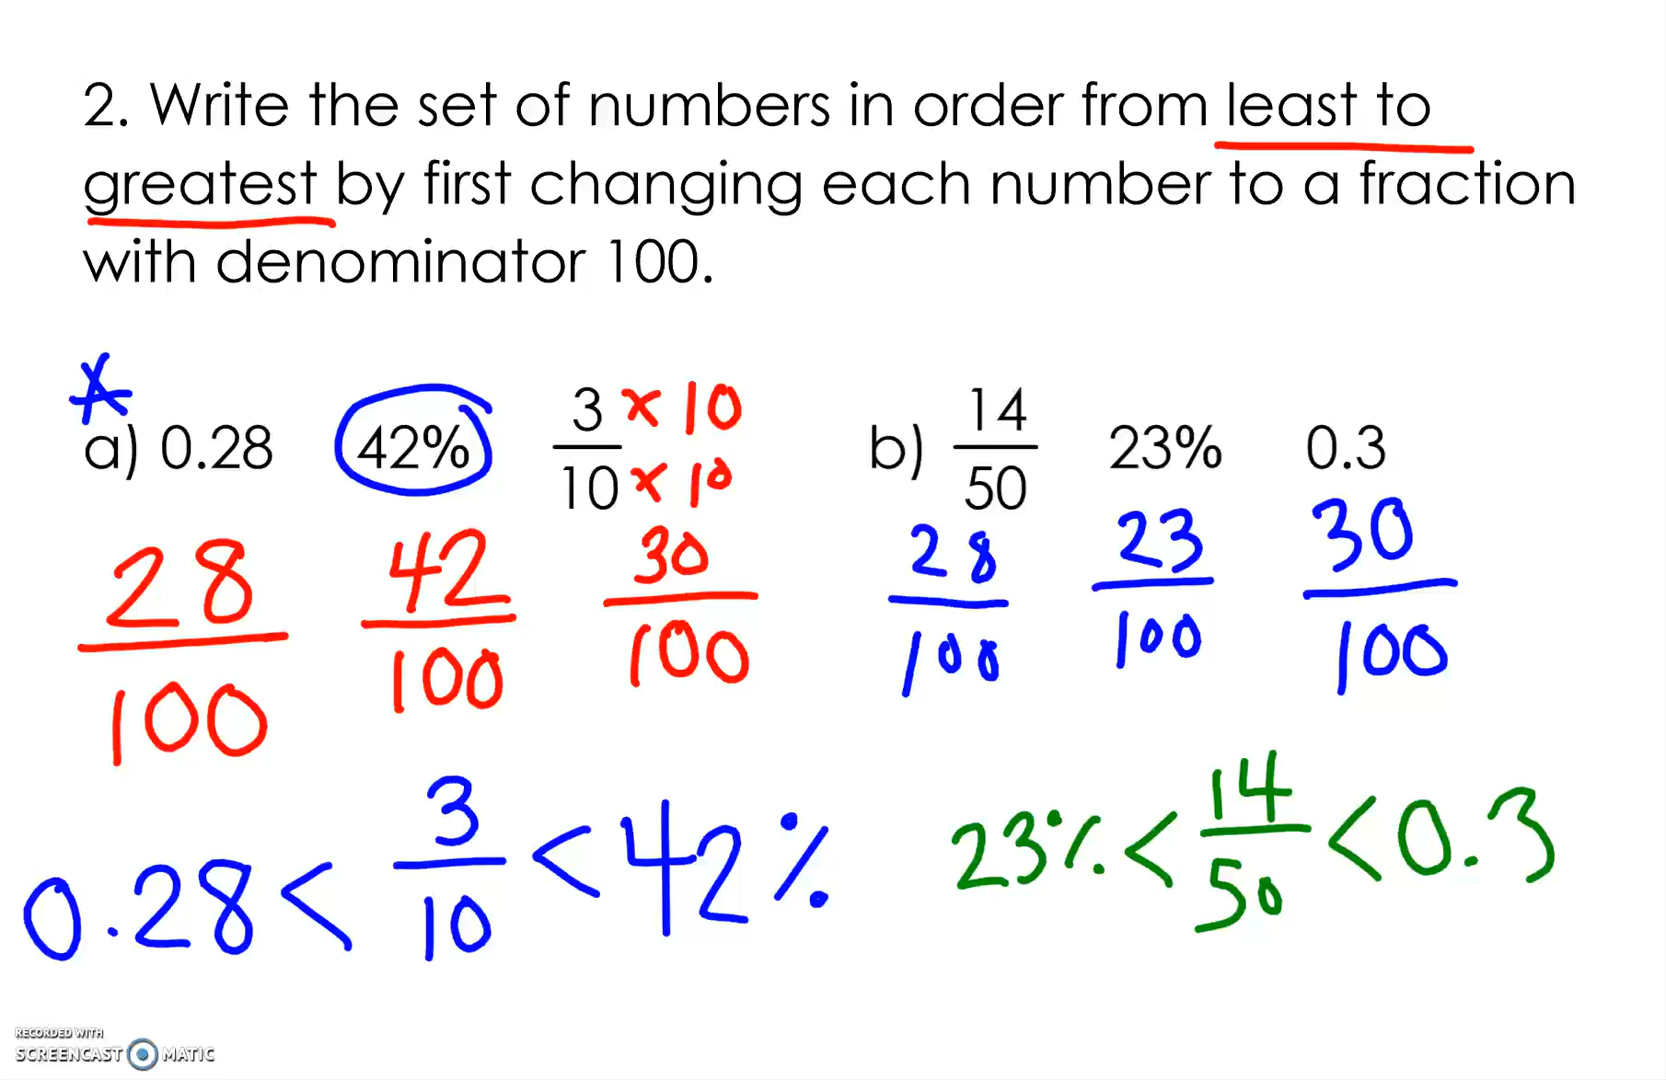 2. Write the set of numbers in order from least to
greatest by first changing each number to a fraction
with denominator 100.
a) 0.28 42% 3/10 × 10/× 10 b) 14/50 23% 0.3
28/100 42/100 30/100 28/100 23/100 30/100
0.28 < 3/10 < 42% 23% < 14/50 < 0.3
RECORDED WITH
SCREENCAST MATIC